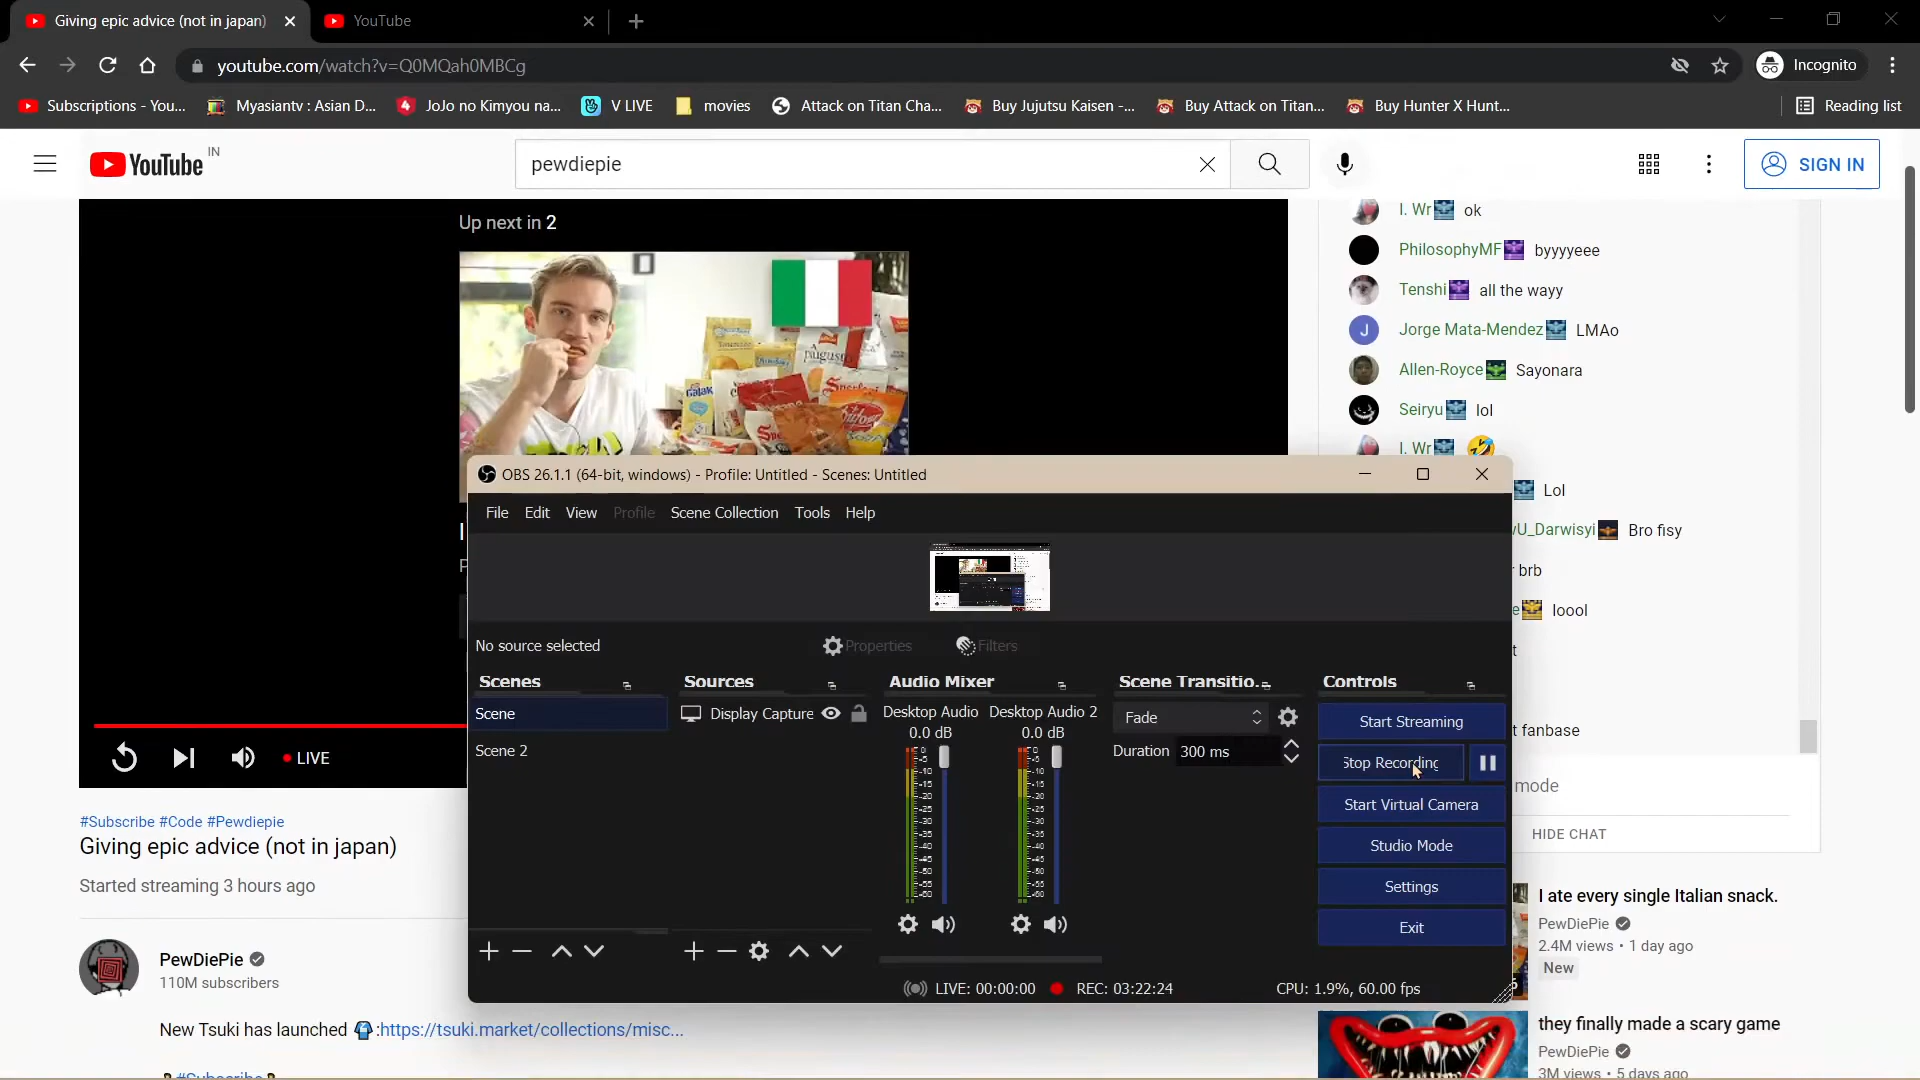 Giving epic advice (not in japan)
YouTube
youtube.com/watch?v=Q0MQah0MBCg
Incognito
Subscriptions - You...
Myasiantv : Asian D...
JoJo no Kimyou na...
V LIVE
movies
Attack on Titan Cha...
Buy Jujutsu Kaisen -...
Buy Attack on Titan...
Buy Hunter X Hunt...
Reading list
YouTube IN
pewdiepie
SIGN IN
Up next in 2
I. Wr ok
PhilosophyMF byyyyeee
Tenshi all the wayy
Jorge Mata-Mendez LMAo
Allen-Royce Sayonara
Seiryu lol
I. Wr
Lol
U_Darwisyi Bro fisy
brb
loool
t fanbase
mode
HIDE CHAT
OBS 26.1.1 (64-bit, windows) - Profile: Untitled - Scenes: Untitled
File Edit View Profile Scene Collection Tools Help
No source selected
Properties
Filters
Scenes
Scene
Scene 2
Sources
Display Capture
Audio Mixer
Desktop Audio
0.0 dB
Desktop Audio 2
0.0 dB
Scene Transitio...
Fade
Duration 300 ms
Controls
Start Streaming
Stop Recording
Start Virtual Camera
Studio Mode
Settings
Exit
LIVE: 00:00:00
REC: 03:22:24
CPU: 1.9%, 60.00 fps
LIVE
#Subscribe #Code #Pewdiepie
Giving epic advice (not in japan)
Started streaming 3 hours ago
PewDiePie
110M subscribers
New Tsuki has launched :https://tsuki.market/collections/misc...
#Subscribe
I ate every single Italian snack.
PewDiePie
2.4M views • 1 day ago
New
they finally made a scary game
PewDiePie
3M views • 5 days ago